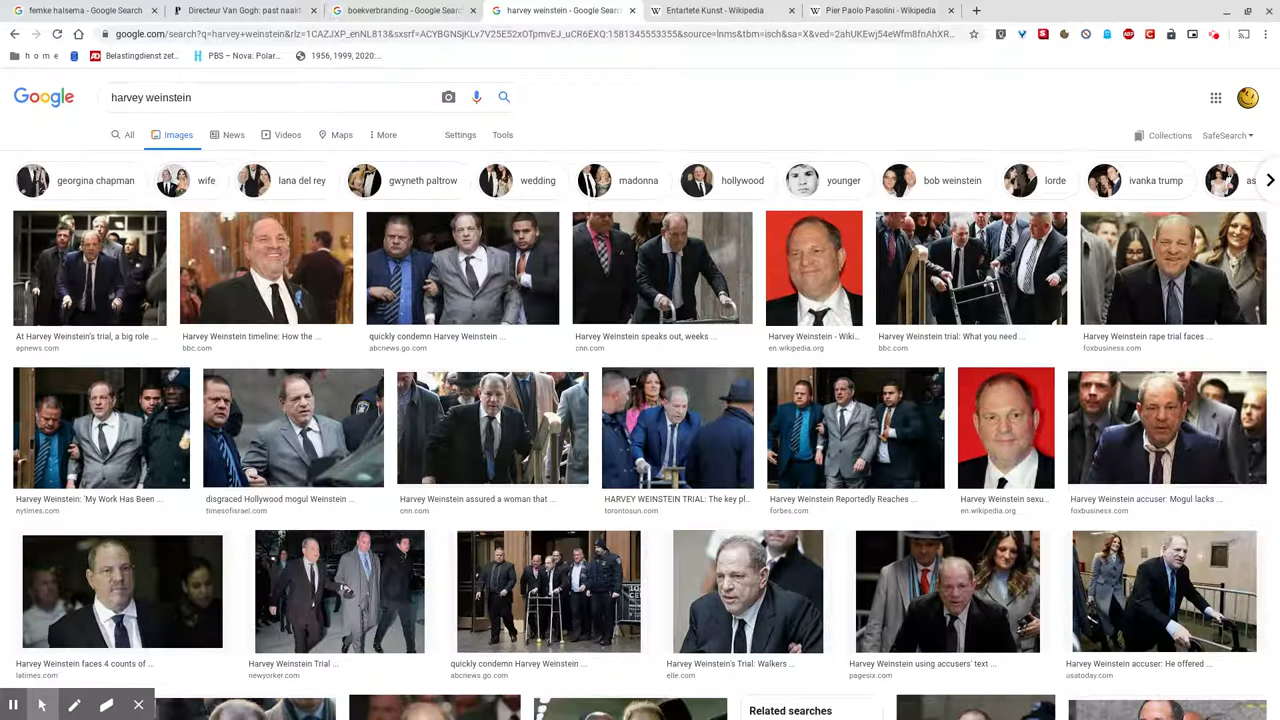 femke halsema - Google Search
Directeur Van Gogh: past naakt
boekverbranding - Google Searc
harvey weinstein - Google Searc
Entartete Kunst - Wikipedia
Pier Paolo Pasolini - Wikipedia
google.com/search?q=harvey+weinstein&rlz=1CAZJXP_enNL813&sxsrf=ACYBGNSjKLv7V25E52xOTpmvEJ_uCR6EXQ:1581345553355&source=lnms&tbm=isch&sa=X&ved=2ahUKEwj54eWfm8fnAhXR...
h o m e
Belastingdienst zet...
PBS – Nova: Polar...
1956, 1999, 2020:...
Google
harvey weinstein
All
Images
News
Videos
Maps
More
Settings
Tools
Collections
SafeSearch
georgina chapman
wife
lana del rey
gwyneth paltrow
wedding
madonna
hollywood
younger
bob weinstein
lorde
ivanka trump
as
At Harvey Weinstein's trial, a big role ...
apnews.com
Harvey Weinstein timeline: How the ...
bbc.com
quickly condemn Harvey Weinstein ...
abcnews.go.com
Harvey Weinstein speaks out, weeks ...
cnn.com
Harvey Weinstein - Wiki...
en.wikipedia.org
Harvey Weinstein trial: What you need ...
bbc.com
Harvey Weinstein rape trial faces ...
foxbusiness.com
Harvey Weinstein: 'My Work Has Been ...
nytimes.com
disgraced Hollywood mogul Weinstein ...
timesofisrael.com
Harvey Weinstein assured a woman that ...
cnn.com
HARVEY WEINSTEIN TRIAL: The key pl...
torontosun.com
Harvey Weinstein Reportedly Reaches ...
forbes.com
Harvey Weinstein sexu...
en.wikipedia.org
Harvey Weinstein accuser: Mogul lacks ...
foxbusiness.com
Harvey Weinstein faces 4 counts of ...
latimes.com
Harvey Weinstein Trial ...
newyorker.com
quickly condemn Harvey Weinstein ...
abcnews.go.com
Harvey Weinstein's Trial: Walkers ...
elle.com
Harvey Weinstein using accusers' text ...
pagesix.com
Harvey Weinstein accuser: He offered ...
usatoday.com
Related searches